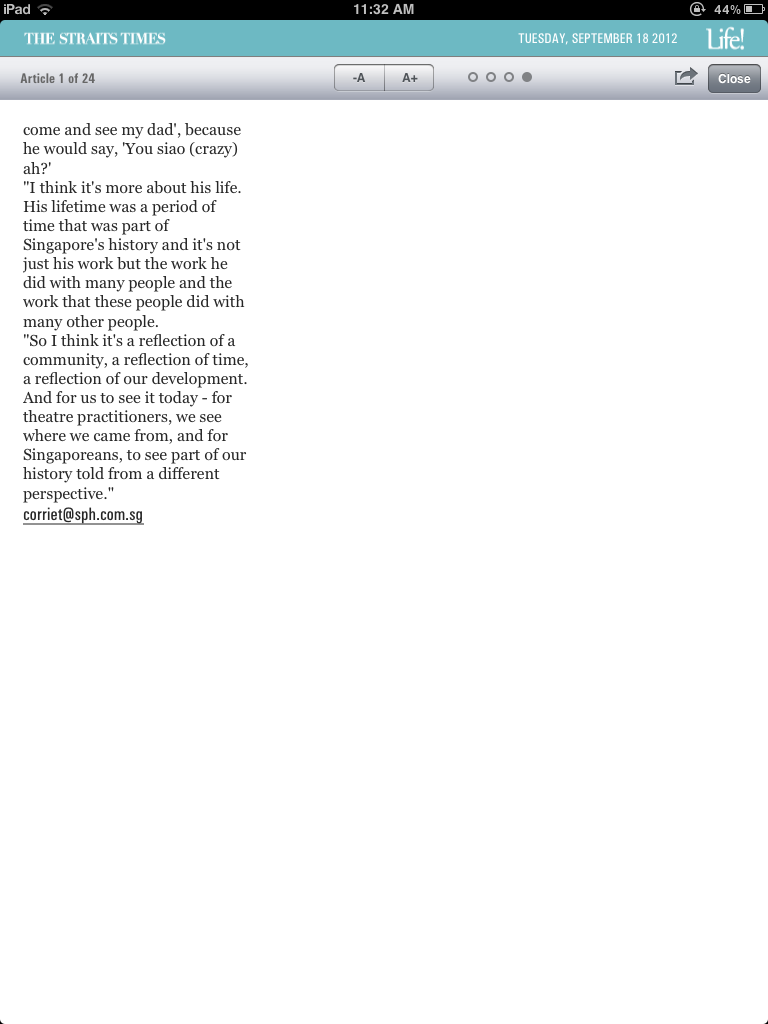 iPad 11:32 AM 44%
THE STRAITS TIMES TUESDAY, SEPTEMBER 18 2012 Life!
Article 1 of 24 -A A+ Close
come and see my dad', because
he would say, 'You siao (crazy)
ah?'
"I think it's more about his life.
His lifetime was a period of
time that was part of
Singapore's history and it's not
just his work but the work he
did with many people and the
work that these people did with
many other people.
"So I think it's a reflection of a
community, a reflection of time,
a reflection of our development.
And for us to see it today - for
theatre practitioners, we see
where we came from, and for
Singaporeans, to see part of our
history told from a different
perspective."
corriet@sph.com.sg